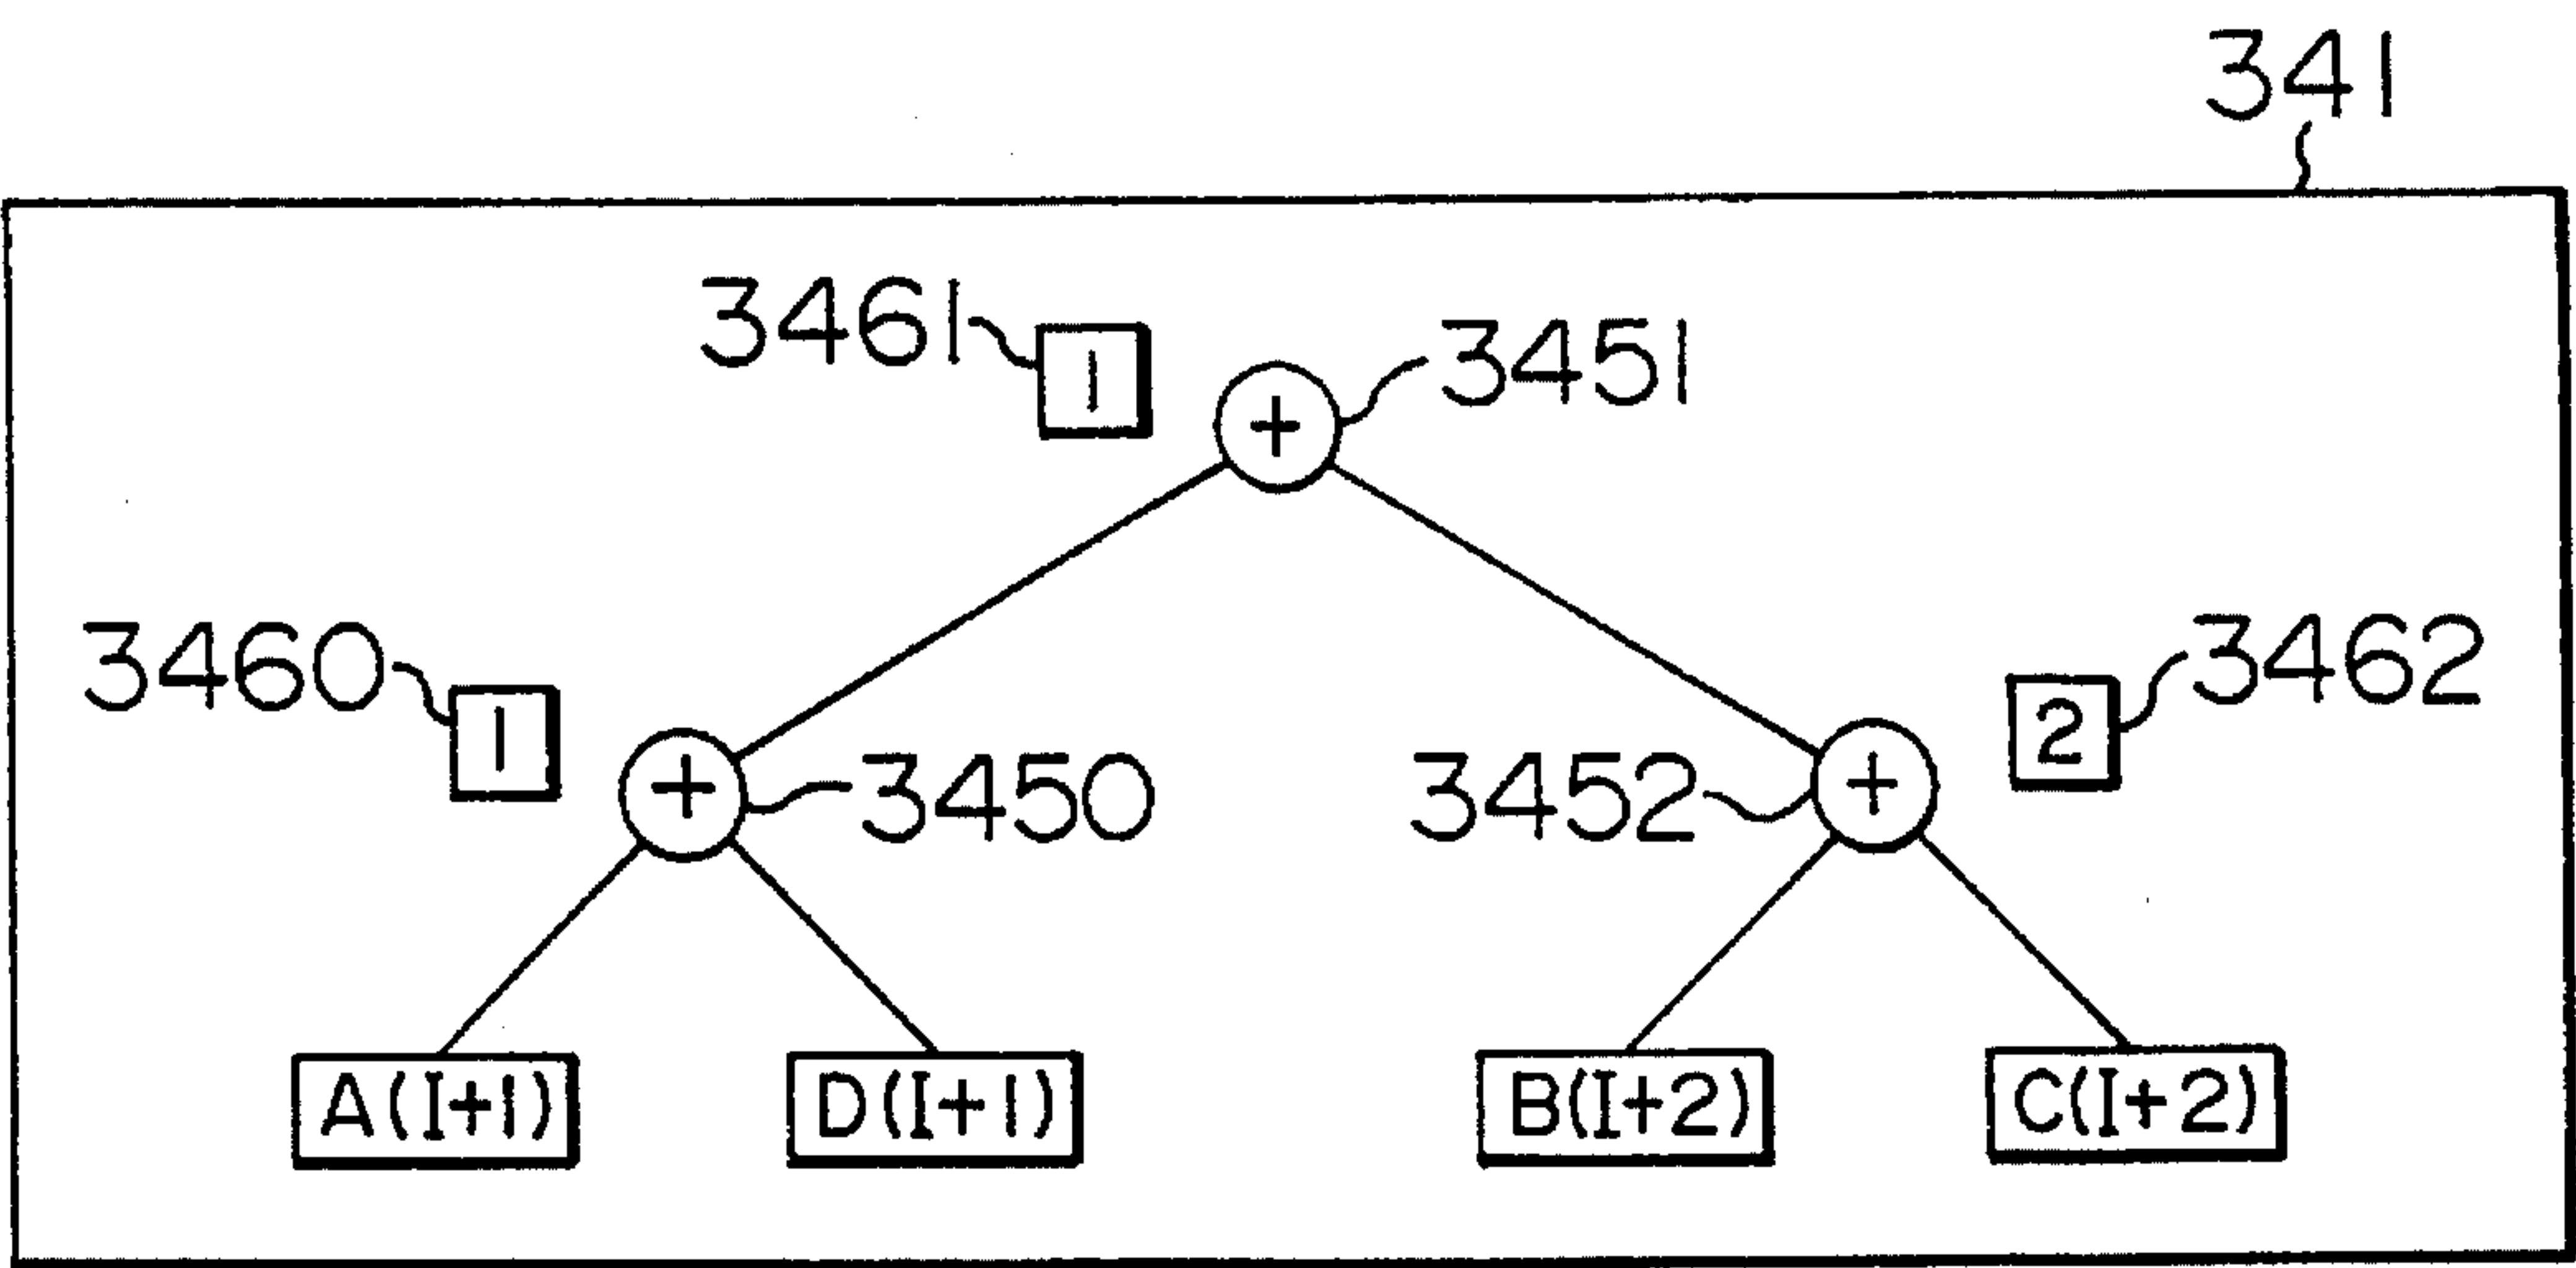 341
3461 1 + 3451
3460 1 + 3450 3452 + 2 3462
A(I+1) D(I+1) B(I+2) C(I+2)